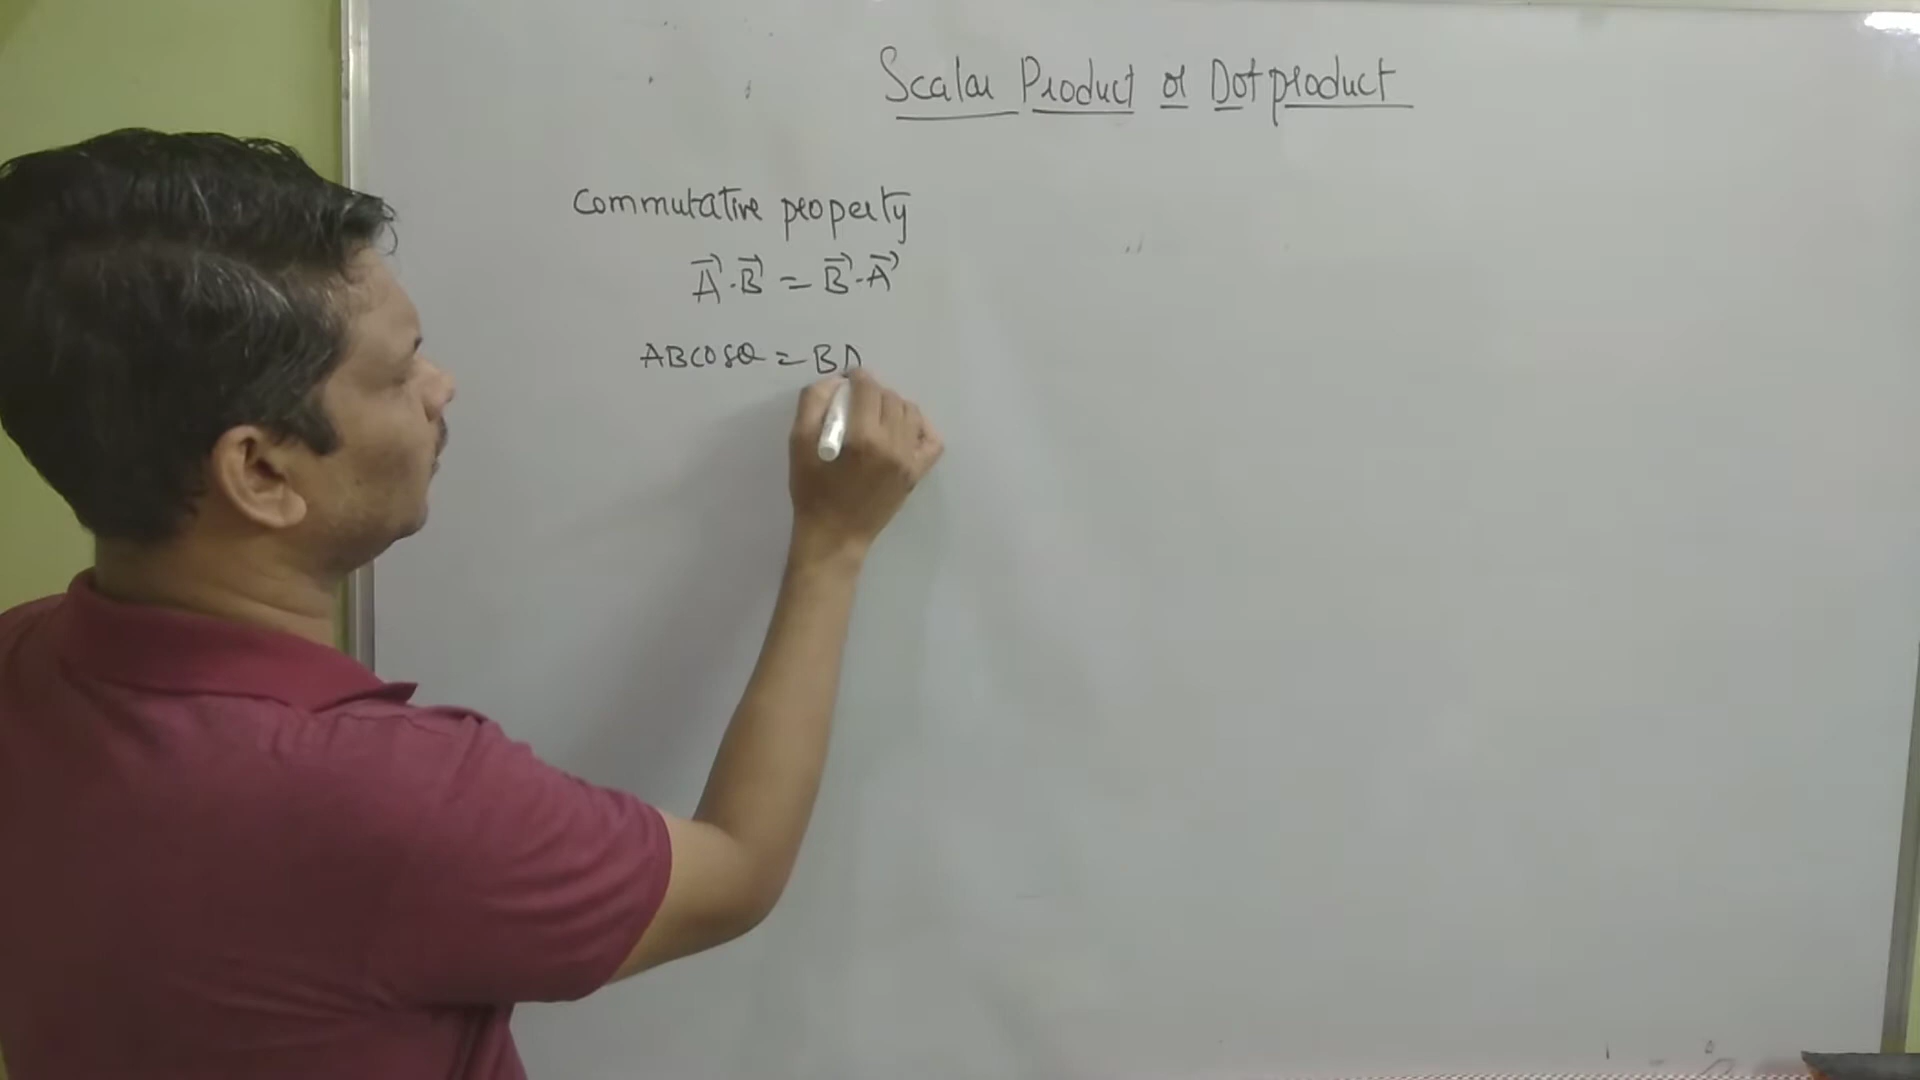 Scalar Product or Dot product
Commutative property
A⃗·B⃗ = B⃗·A⃗
ABCOSθ = BA